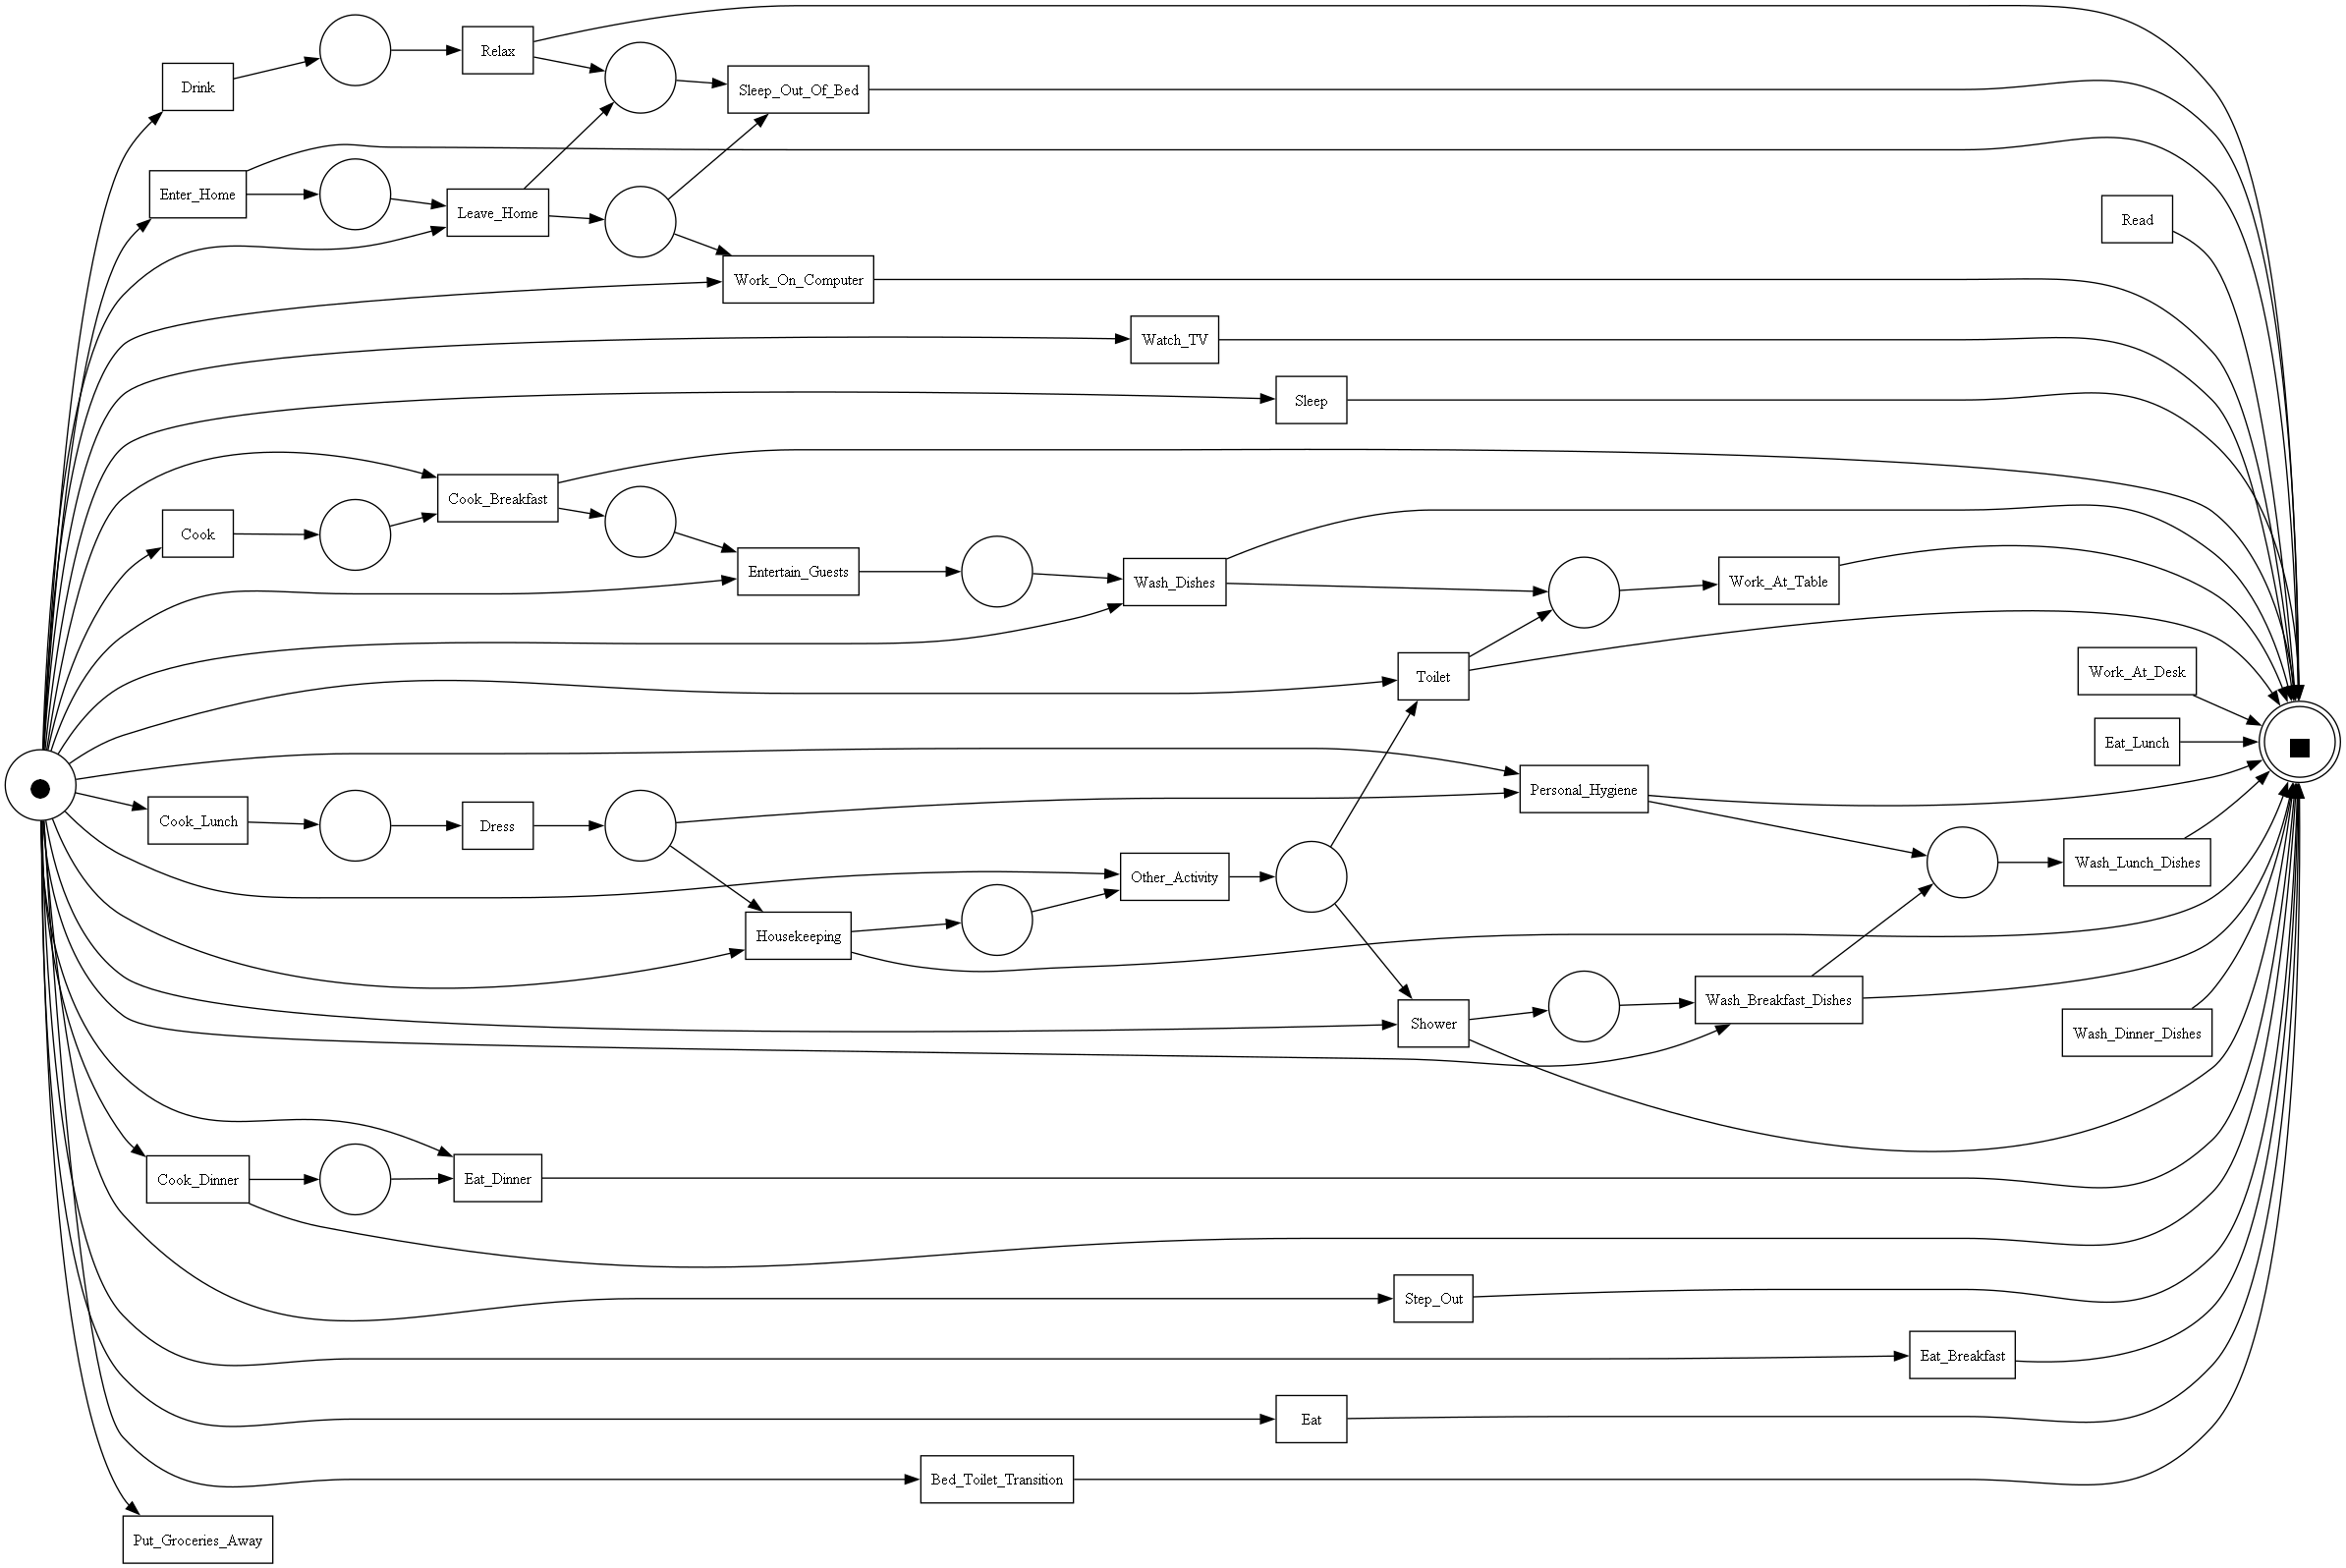 Relax
Drink
Sleep_Out_Of_Bed
Enter_Home
Leave_Home
Read
Work_On_Computer
Watch_TV
Sleep
Cook_Breakfast
Cook
Entertain_Guests
Wash_Dishes
Work_At_Table
Toilet
Work_At_Desk
Eat_Lunch
Personal_Hygiene
Cook_Lunch
Dress
Other_Activity
Wash_Lunch_Dishes
Housekeeping
Wash_Breakfast_Dishes
Shower
Wash_Dinner_Dishes
Cook_Dinner
Eat_Dinner
Step_Out
Eat_Breakfast
Eat
Bed_Toilet_Transition
Put_Groceries_Away